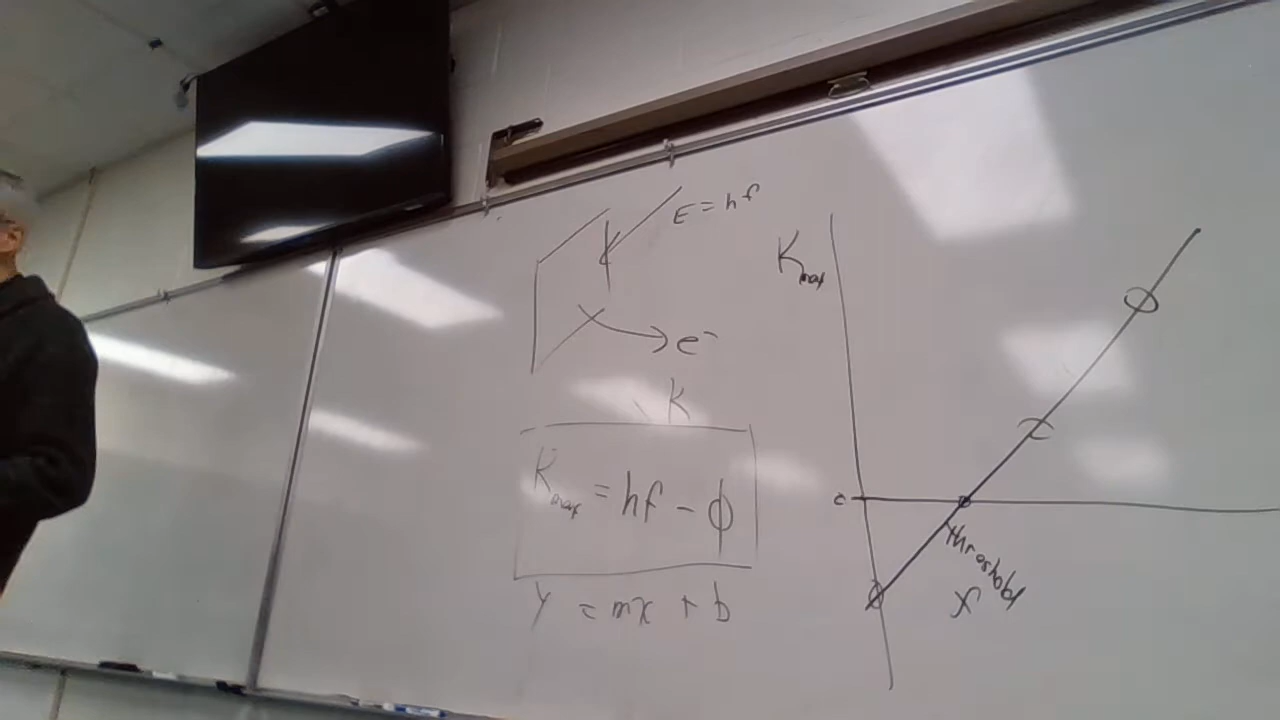 E = hf
e⁻
K
Kmax = hf - ϕ
y = mx + b
Kmax
0
threshold
f